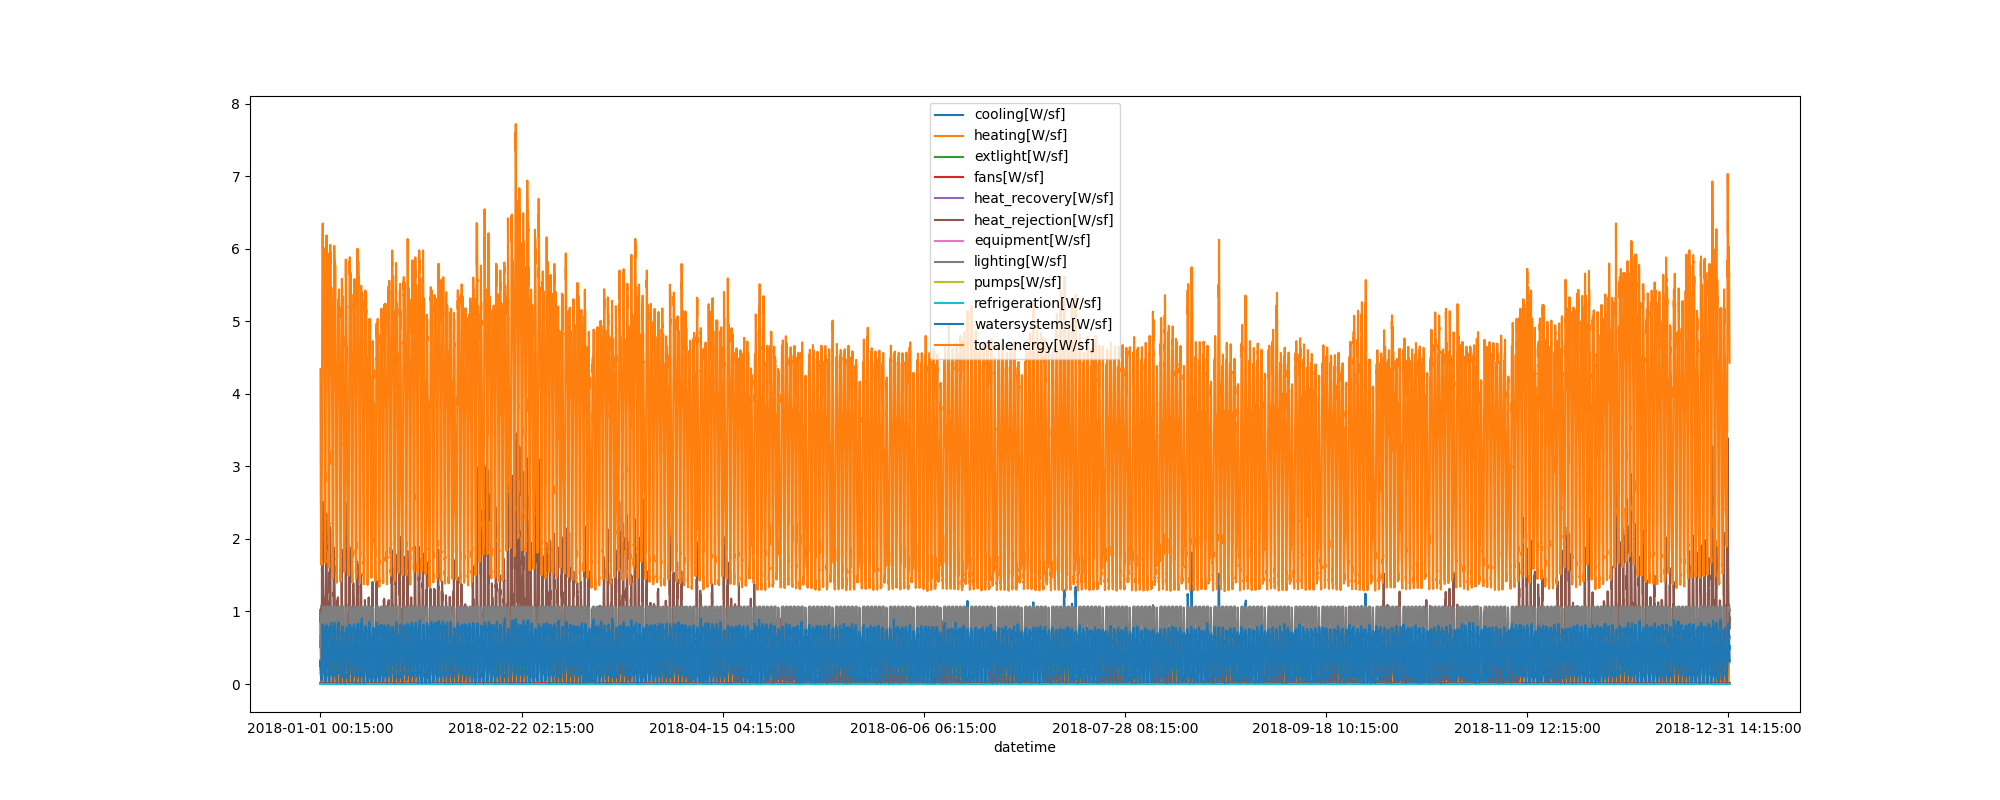 8
7
6
5
4
3
2
1
0
cooling[W/sf]
heating[W/sf]
extlight[W/sf]
fans[W/sf]
heat_recovery[W/sf]
heat_rejection[W/sf]
equipment[W/sf]
lighting[W/sf]
pumps[W/sf]
refrigeration[W/sf]
watersystems[W/sf]
totalenergy[W/sf]
2018-01-01 00:15:00 2018-02-22 02:15:00 2018-04-15 04:15:00 2018-06-06 06:15:00 2018-07-28 08:15:00 2018-09-18 10:15:00 2018-11-09 12:15:00 2018-12-31 14:15:00
datetime